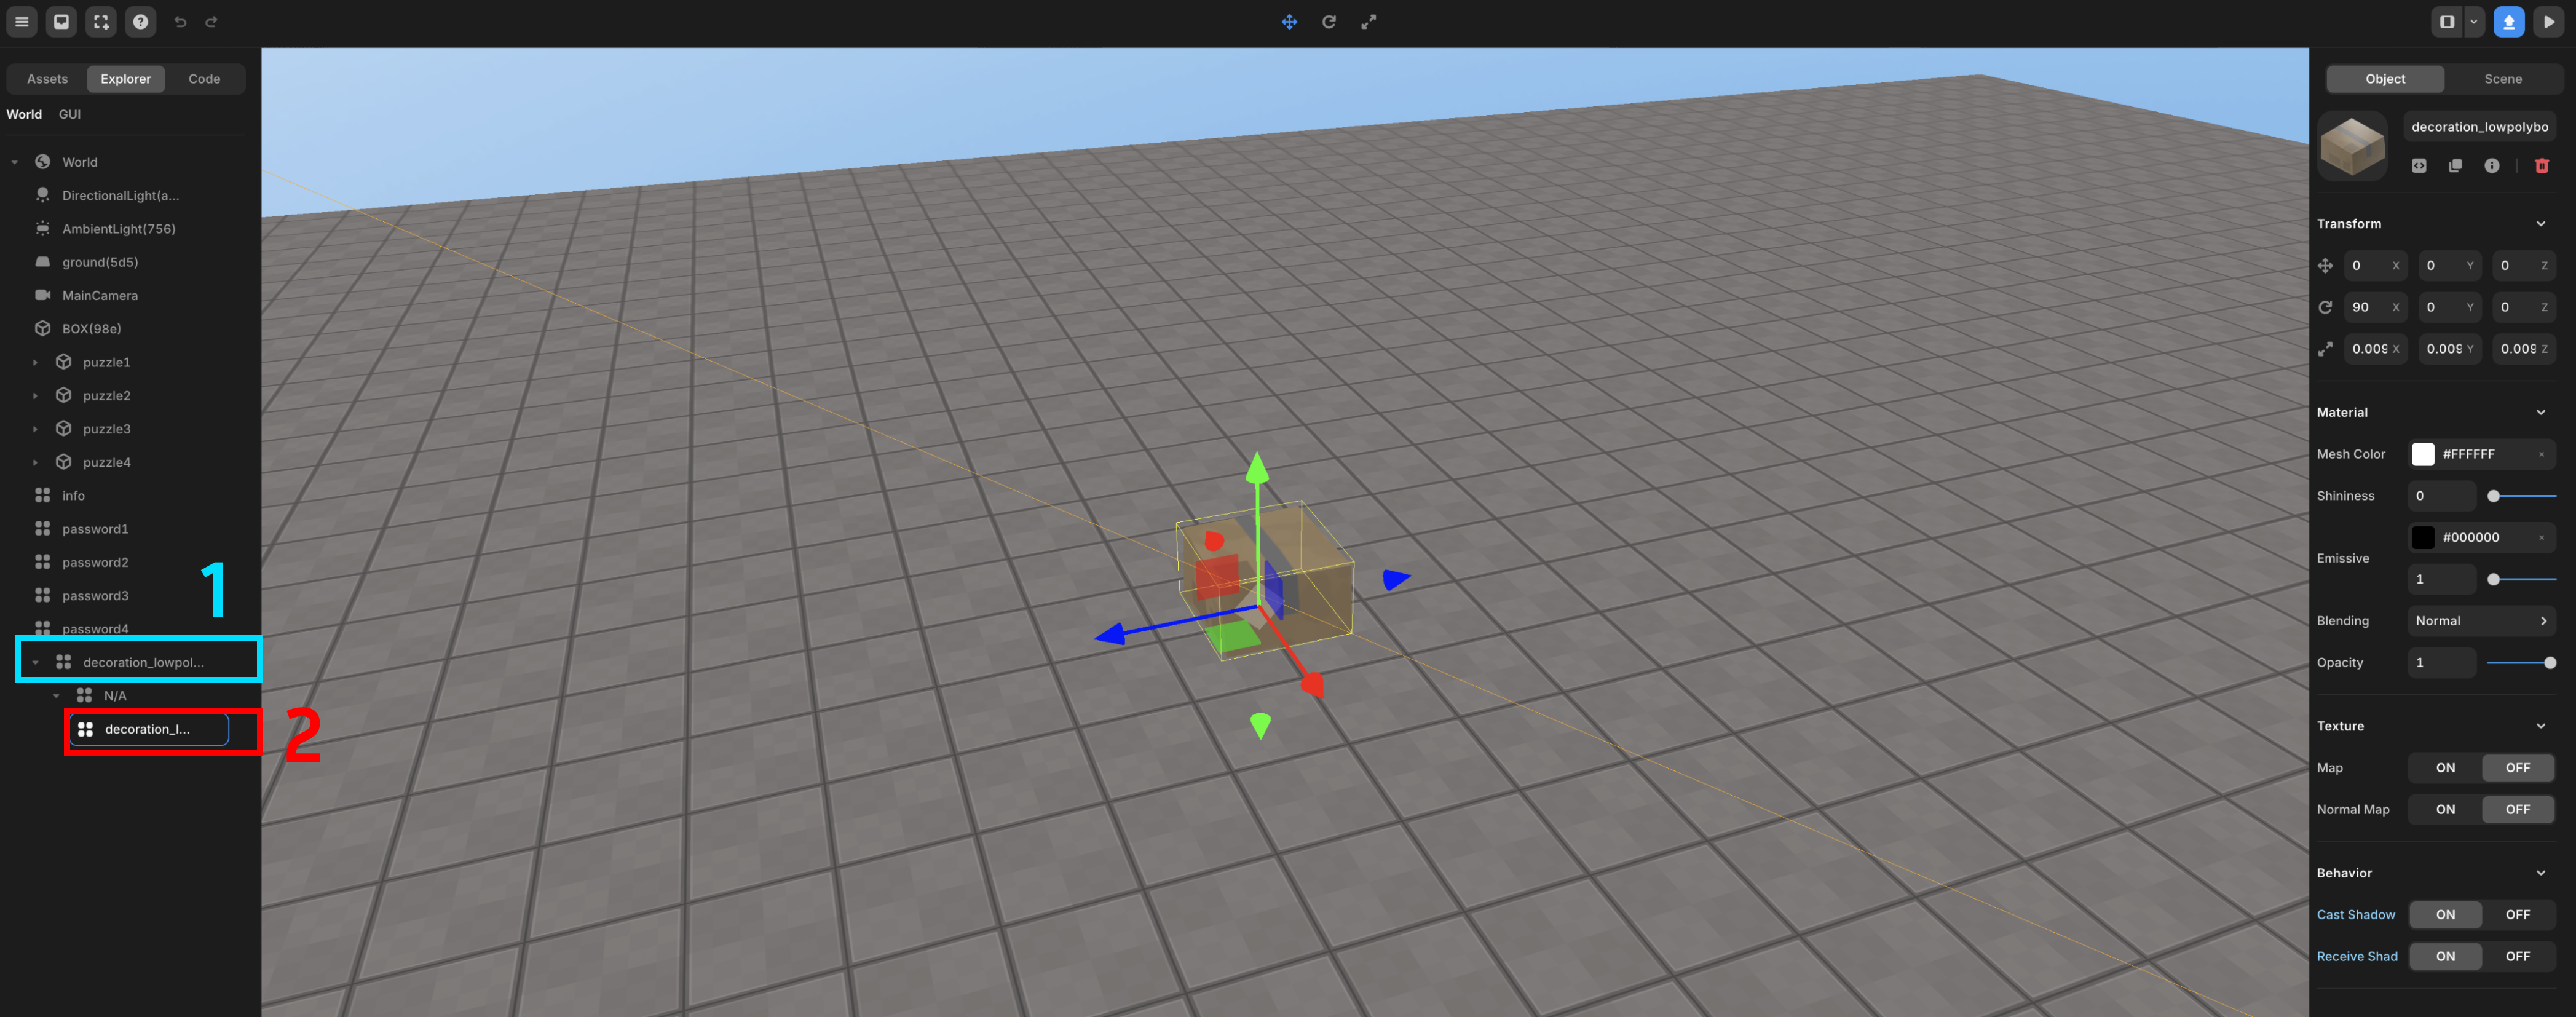 Assets Explorer Code
World GUI
World
DirectionalLight(a...
AmbientLight(756)
ground(5d5)
MainCamera
BOX(98e)
puzzle1
puzzle2
puzzle3
puzzle4
info
password1
password2
password3
password4
1
decoration_lowpol...
N/A
decoration_l...
2
Object Scene
decoration_lowpolybo
Transform
0 X 0 Y 0 Z
90 X 0 Y 0 Z
0.009 X 0.009 Y 0.009 Z
Material
Mesh Color #FFFFFF ×
Shininess 0
Emissive #000000 ×
1
Blending Normal
Opacity 1
Texture
Map ON OFF
Normal Map ON OFF
Behavior
Cast Shadow ON OFF
Receive Shad ON OFF